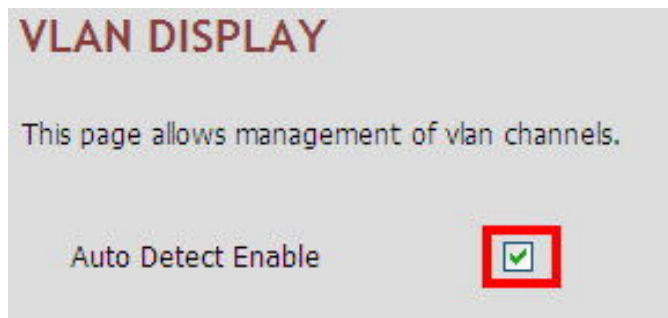 VLAN DISPLAY
This page allows management of vlan channels.
Auto Detect Enable